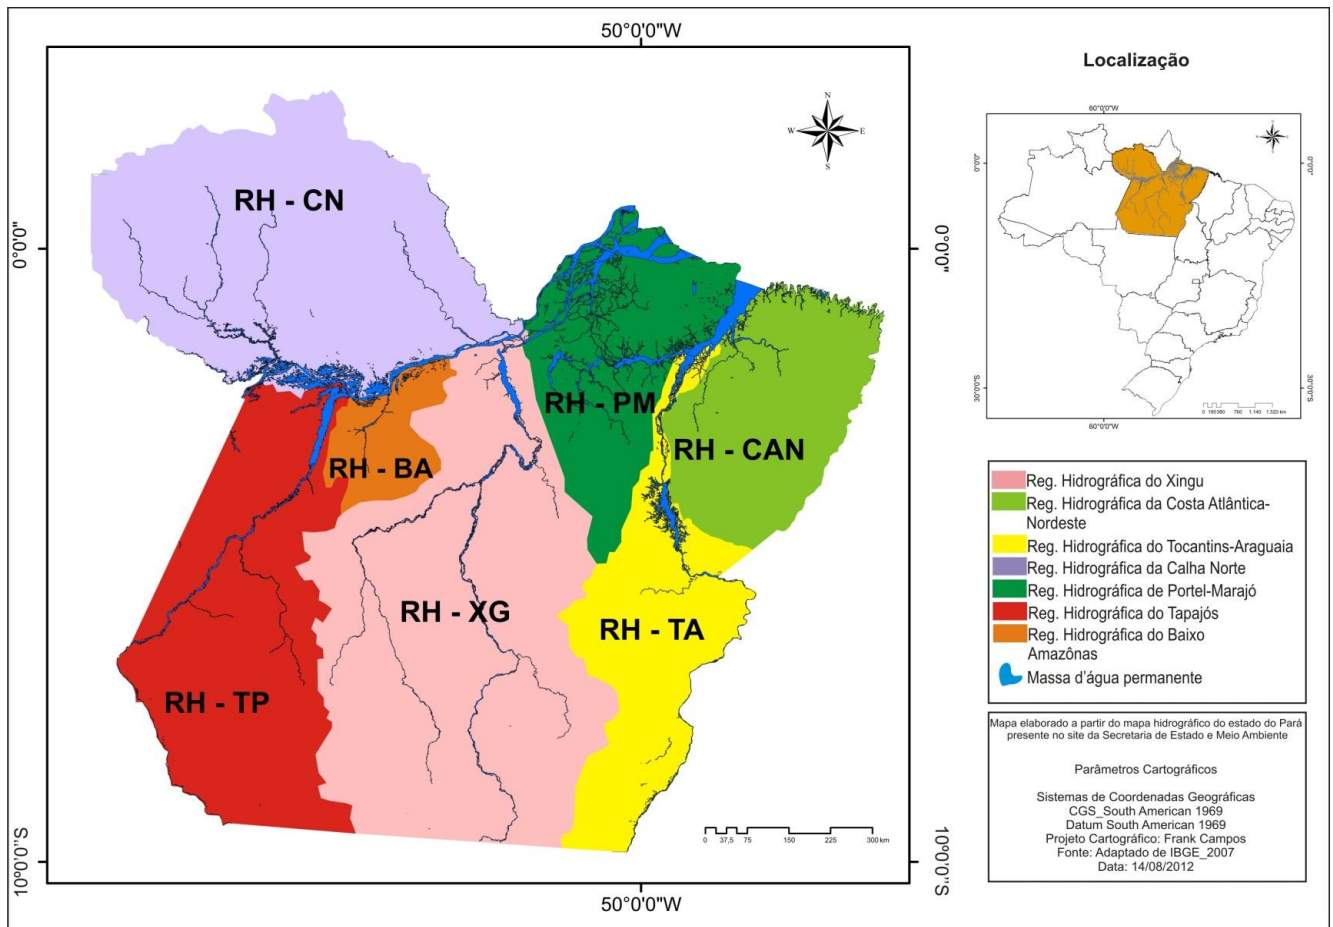 50°0'0"W
0°0'0"
0°0'0"
10°0'0"S
10°0'0"S
50°0'0"W
N
W
E
S
RH - CN
RH - PM
RH - CAN
RH - BA
RH - XG
RH - TA
RH - TP
0 37,5 75 150 225 300 km
Localização
60°0'0"W
0°0'0"
0°0'0"
30°0'0"S
30°0'0"S
60°0'0"W
Reg. Hidrográfica do Xingu
Reg. Hidrográfica da Costa Atlântica-
Nordeste
Reg. Hidrográfica do Tocantins-Araguaia
Reg. Hidrográfica da Calha Norte
Reg. Hidrográfica de Portel-Marajó
Reg. Hidrográfica do Tapajós
Reg. Hidrográfica do Baixo
Amazônas
Massa d'água permanente
Mapa elaborado a partir do mapa hidrográfico do estado do Pará
presente no site da Secretaria de Estado e Meio Ambiente
Parâmetros Cartográficos
Sistemas de Coordenadas Geográficas
CGS_South American 1969
Datum South American 1969
Projeto Cartográfico: Frank Campos
Fonte: Adaptado de IBGE_2007
Data: 14/08/2012